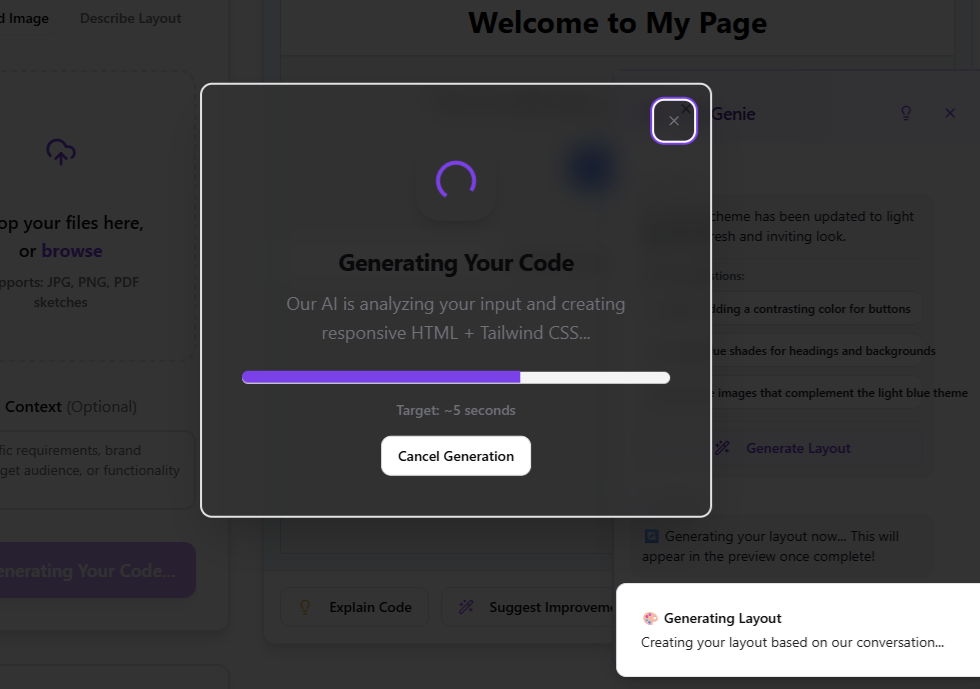 d Image
Describe Layout
Welcome to My Page
Genie
op your files here,
or browse
pports: JPG, PNG, PDF
sketches
Context (Optional)
fic requirements, brand
get audience, or functionality
enerating Your Code...
Generating Your Code
Our AI is analyzing your input and creating
responsive HTML + Tailwind CSS...
Target: ~5 seconds
Cancel Generation
cheme has been updated to light
resh and inviting look.
tions:
dding a contrasting color for buttons
ue shades for headings and backgrounds
images that complement the light blue theme
Generate Layout
Generating your layout now... This will
appear in the preview once complete!
Explain Code
Suggest Improveme
🎨 Generating Layout
Creating your layout based on our conversation...